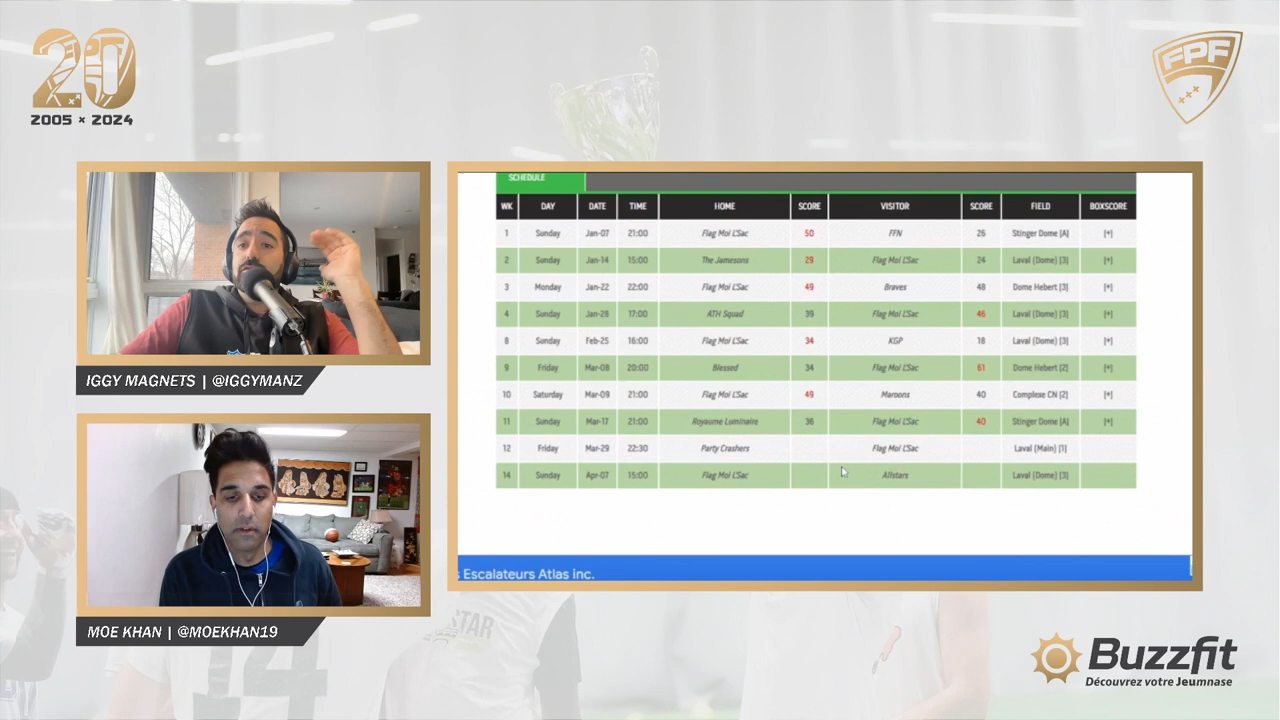 20
2005 × 2024
FPF
SCHEDULE
WK DAY DATE TIME HOME SCORE VISITOR SCORE FIELD BOXSCORE
1 Sunday Jan-07 21:00 Flag Moi L'Sac 50 FFN 26 Stinger Dome [A] [+]
2 Sunday Jan-14 15:00 The Jamesons 29 Flag Moi L'Sac 24 Laval (Dome) [3] [+]
3 Monday Jan-22 22:00 Flag Moi L'Sac 49 Braves 48 Dome Hebert [3] [+]
4 Sunday Jan-28 17:00 ATH Squad 39 Flag Moi L'Sac 46 Laval (Dome) [3] [+]
8 Sunday Feb-25 16:00 Flag Moi L'Sac 34 KGP 18 Laval (Dome) [3] [+]
9 Friday Mar-08 20:00 Blessed 34 Flag Moi L'Sac 61 Dome Hebert [2] [+]
10 Saturday Mar-09 21:00 Flag Moi L'Sac 49 Maroons 40 Complexe CN [2] [+]
11 Sunday Mar-17 21:00 Royaume Luminaire 36 Flag Moi L'Sac 40 Stinger Dome [A] [+]
12 Friday Mar-29 22:30 Party Crashers Flag Moi L'Sac Laval (Main) [1]
14 Sunday Apr-07 15:00 Flag Moi L'Sac Allstars Laval (Dome) [3]
Escalateurs Atlas inc.
IGGY MAGNETS | @IGGYMANZ
MOE KHAN | @MOEKHAN19
STAR
14
Buzzfit
Découvrez votre Jeumnase